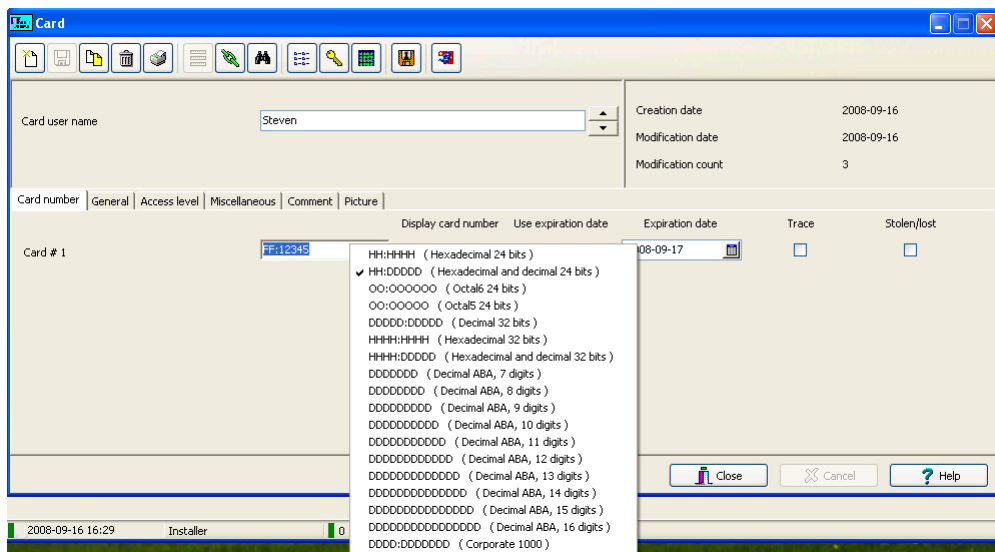 Card
Card user name
Steven
Creation date 2008-09-16
Modification date 2008-09-16
Modification count 3
Card number General Access level Miscellaneous Comment Picture
Display card number Use expiration date Expiration date Trace Stolen/lost
Card # 1
FF:12345
08-09-17
HH:HHHH ( Hexadecimal 24 bits )
HH:DDDDD ( Hexadecimal and decimal 24 bits )
OO:OOOOOO ( Octal6 24 bits )
OO:OOOOO ( Octal5 24 bits )
DDDDD:DDDDD ( Decimal 32 bits )
HHHH:HHHH ( Hexadecimal 32 bits )
HHHH:DDDDD ( Hexadecimal and decimal 32 bits )
DDDDDDD ( Decimal ABA, 7 digits )
DDDDDDDD ( Decimal ABA, 8 digits )
DDDDDDDDD ( Decimal ABA, 9 digits )
DDDDDDDDDD ( Decimal ABA, 10 digits )
DDDDDDDDDDD ( Decimal ABA, 11 digits )
DDDDDDDDDDDD ( Decimal ABA, 12 digits )
DDDDDDDDDDDDD ( Decimal ABA, 13 digits )
DDDDDDDDDDDDDD ( Decimal ABA, 14 digits )
DDDDDDDDDDDDDDD ( Decimal ABA, 15 digits )
DDDDDDDDDDDDDDDD ( Decimal ABA, 16 digits )
DDDD:DDDDDDD ( Corporate 1000 )
Close Cancel Help
2008-09-16 16:29 Installer 0